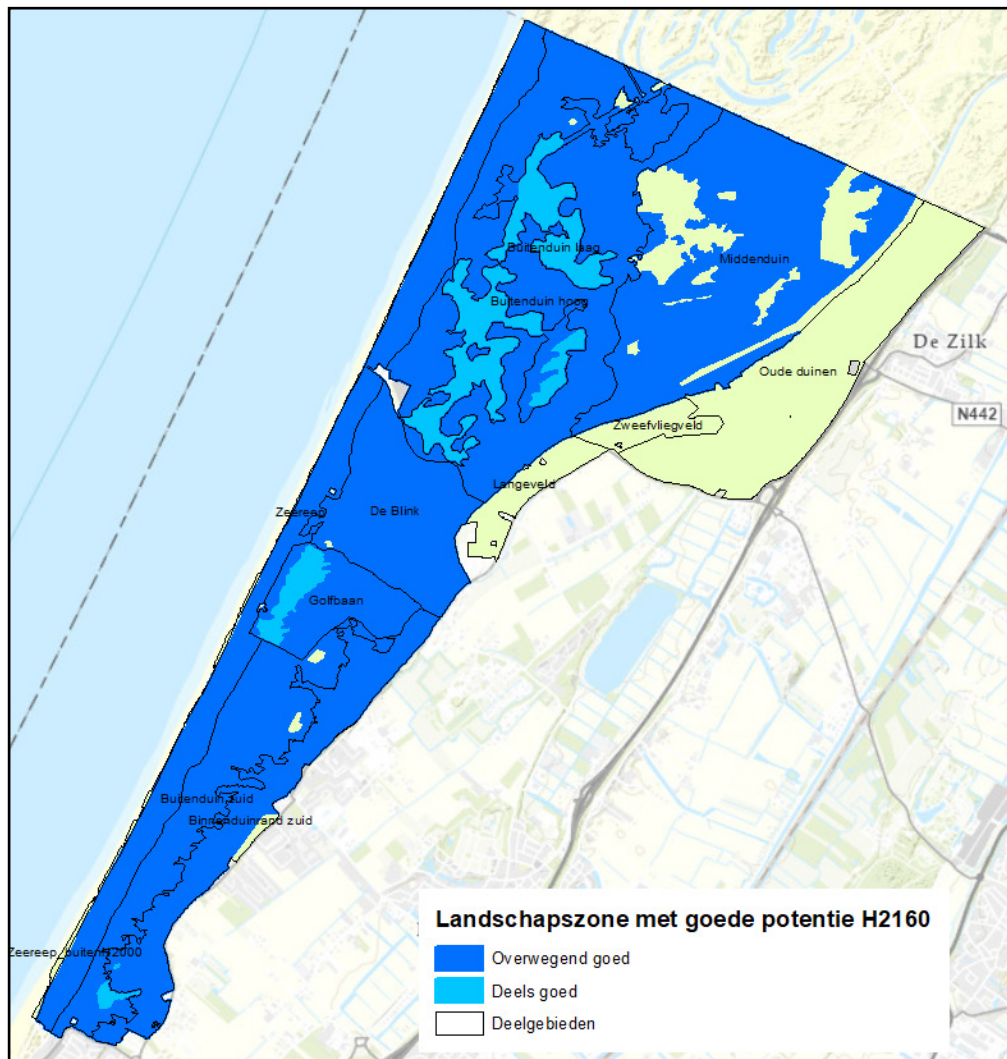 Buitenduin laag
Middenduin
Buitenduin hoog
De Zilk
Oude duinen
N442
Zweefvliegveld
Langeveld
Zeereep
De Blink
Golfbaan
Buitenduin zuid
Binnenduinrand zuid
Zeereep_buitenN2000
Landschapszone met goede potentie H2160
Overwegend goed
Deels goed
Deelgebieden